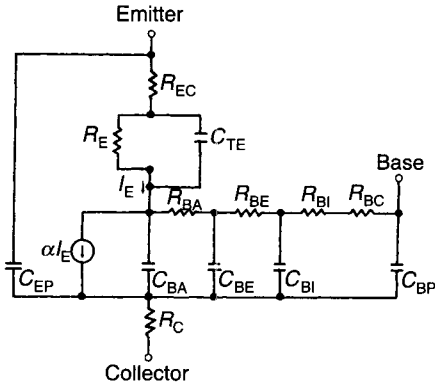 Emitter
R_EC
R_E
C_TE
I_E
Base
R_BA
R_BE
R_BI
R_BC
αI_E
C_EP
C_BA
C_BE
C_BI
C_BP
R_C
Collector